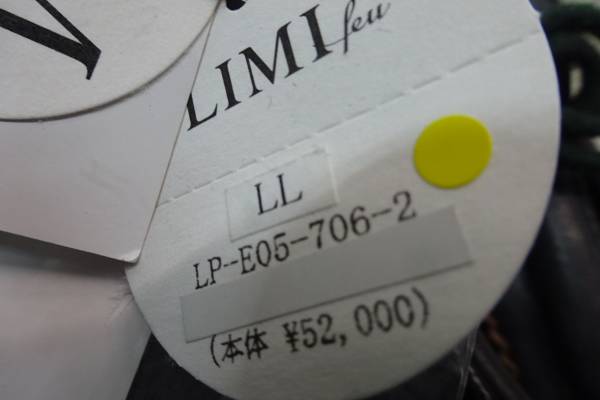 LIMI feu
LL
LP--E05-706-2
(本体 ¥52,000)